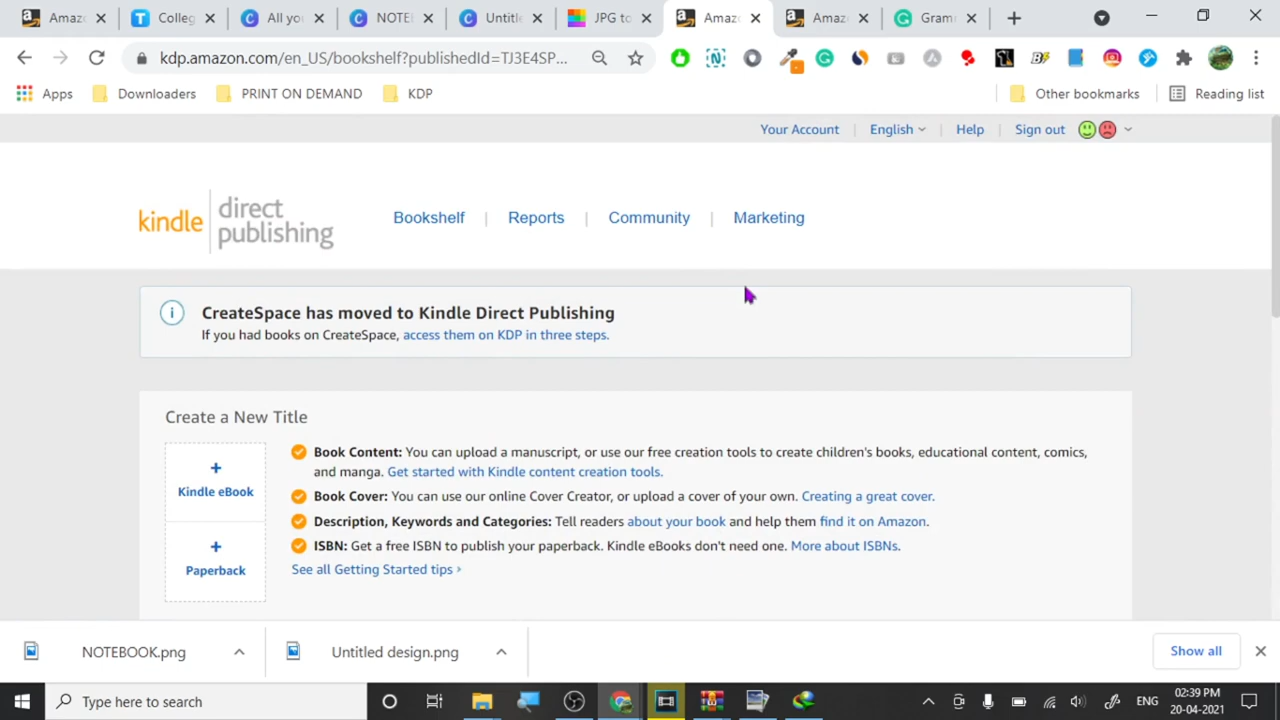 Amaz
Colleg
All yo
NOTE
Untitle
JPG to
Amaz
Amaz
Gram
kdp.amazon.com/en_US/bookshelf?publishedId=TJ3E4SP...
Apps
Downloaders
PRINT ON DEMAND
KDP
Other bookmarks
Reading list
Your Account
English
Help
Sign out
kindle direct publishing
Bookshelf
Reports
Community
Marketing
CreateSpace has moved to Kindle Direct Publishing
If you had books on CreateSpace, access them on KDP in three steps.
Create a New Title
+
Kindle eBook
+
Paperback
Book Content: You can upload a manuscript, or use our free creation tools to create children's books, educational content, comics,
and manga. Get started with Kindle content creation tools.
Book Cover: You can use our online Cover Creator, or upload a cover of your own. Creating a great cover.
Description, Keywords and Categories: Tell readers about your book and help them find it on Amazon.
ISBN: Get a free ISBN to publish your paperback. Kindle eBooks don't need one. More about ISBNs.
See all Getting Started tips ›
NOTEBOOK.png
Untitled design.png
Show all
Type here to search
ENG
02:39 PM
20-04-2021